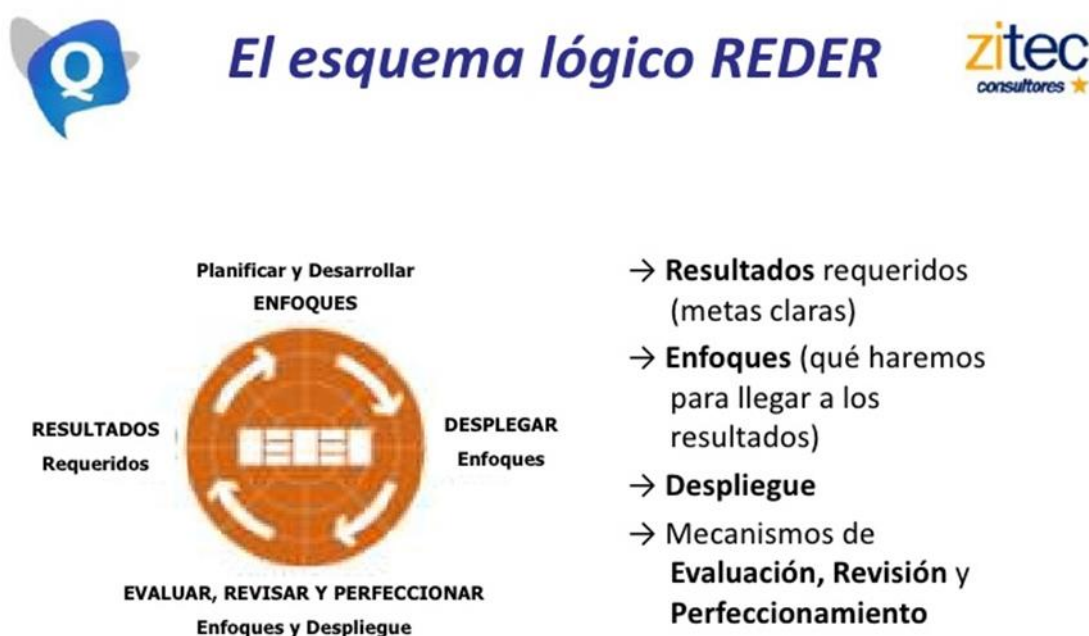 Q
El esquema lógico REDER
zitec
consultores
Planificar y Desarrollar
ENFOQUES
RESULTADOS
Requeridos
DESPLEGAR
Enfoques
EVALUAR, REVISAR Y PERFECCIONAR
Enfoques y Despliegue
→ Resultados requeridos
(metas claras)
→ Enfoques (qué haremos
para llegar a los
resultados)
→ Despliegue
→ Mecanismos de
Evaluación, Revisión y
Perfeccionamiento